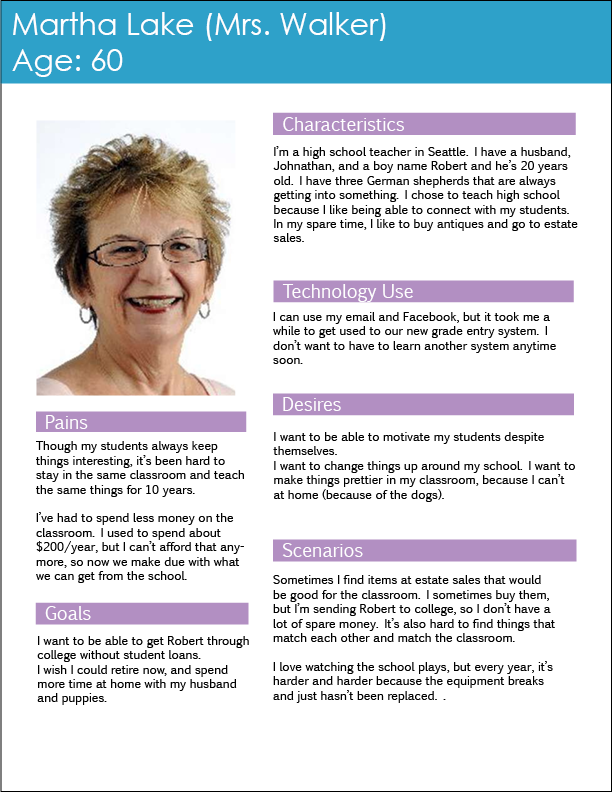 Martha Lake (Mrs. Walker)
Age: 60
Characteristics
I'm a high school teacher in Seattle. I have a husband,
Johnathan, and a boy name Robert and he's 20 years
old. I have three German shepherds that are always
getting into something. I chose to teach high school
because I like being able to connect with my students.
In my spare time, I like to buy antiques and go to estate
sales.
Technology Use
I can use my email and Facebook, but it took me a
while to get used to our new grade entry system. I
don't want to have to learn another system anytime
soon.
Desires
I want to be able to motivate my students despite
themselves.
I want to change things up around my school. I want to
make things prettier in my classroom, because I can't
at home (because of the dogs).
Scenarios
Sometimes I find items at estate sales that would
be good for the classroom. I sometimes buy them,
but I'm sending Robert to college, so I don't have a
lot of spare money. It's also hard to find things that
match each other and match the classroom.
I love watching the school plays, but every year, it's
harder and harder because the equipment breaks
and just hasn't been replaced. .
Pains
Though my students always keep
things interesting, it's been hard to
stay in the same classroom and teach
the same things for 10 years.
I've had to spend less money on the
classroom. I used to spend about
$200/year, but I can't afford that any-
more, so now we make due with what
we can get from the school.
Goals
I want to be able to get Robert through
college without student loans.
I wish I could retire now, and spend
more time at home with my husband
and puppies.